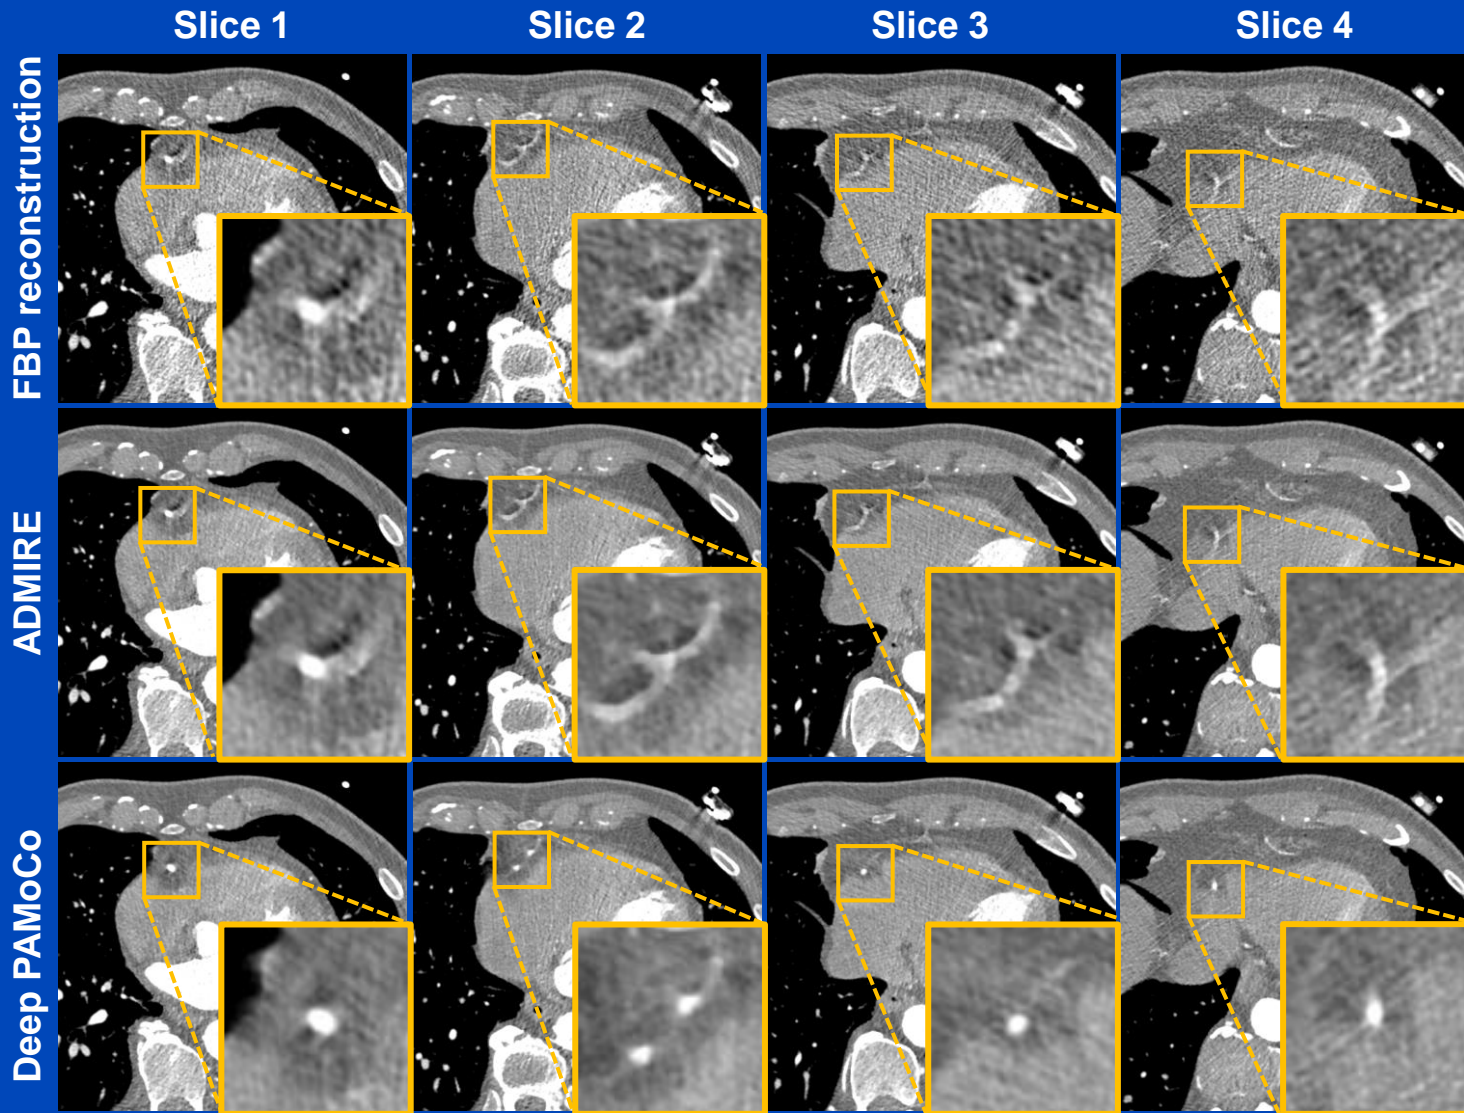 Slice 1
Slice 2
Slice 3
Slice 4
FBP reconstruction
ADMIRE
Deep PAMoCo